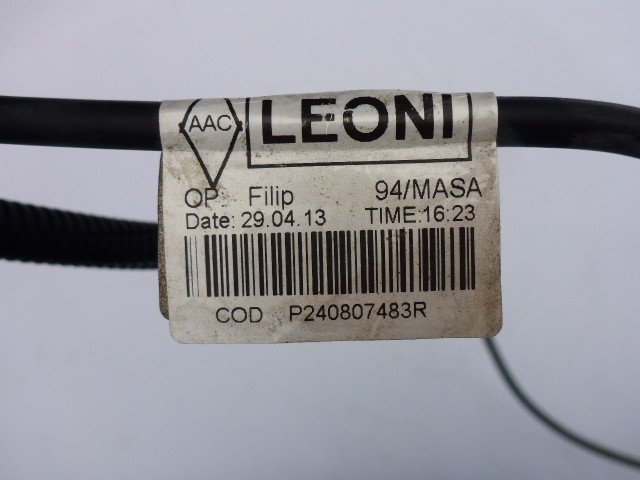 AAC LEONI
OP: Filip 94/MASA
Date: 29.04.13 TIME:16:23
COD P240807483R